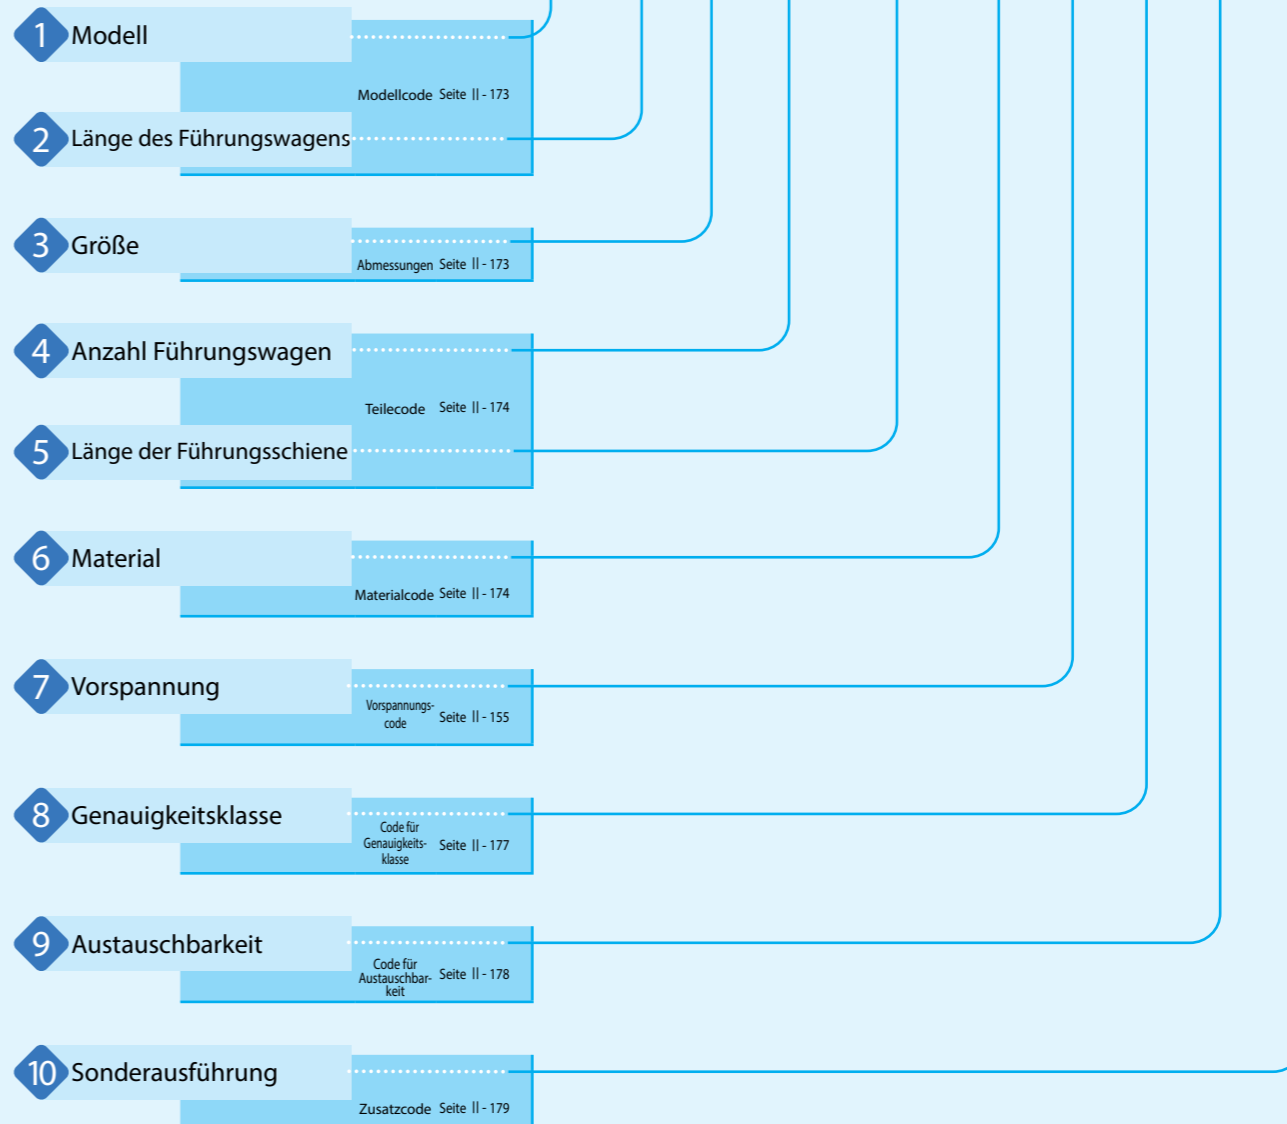 1 Modell
Modellcode Seite II - 173
2 Länge des Führungswagens
3 Größe
Abmessungen Seite II - 173
4 Anzahl Führungswagen
Teilecode Seite II - 174
5 Länge der Führungsschiene
6 Material
Materialcode Seite II - 174
7 Vorspannung
Vorspannungs-
code
Seite II - 155
8 Genauigkeitsklasse
Code für
Genauigkeits-
klasse
Seite II - 177
9 Austauschbarkeit
Code für
Austauschbar-
keit
Seite II - 178
10 Sonderausführung
Zusatzcode Seite II - 179